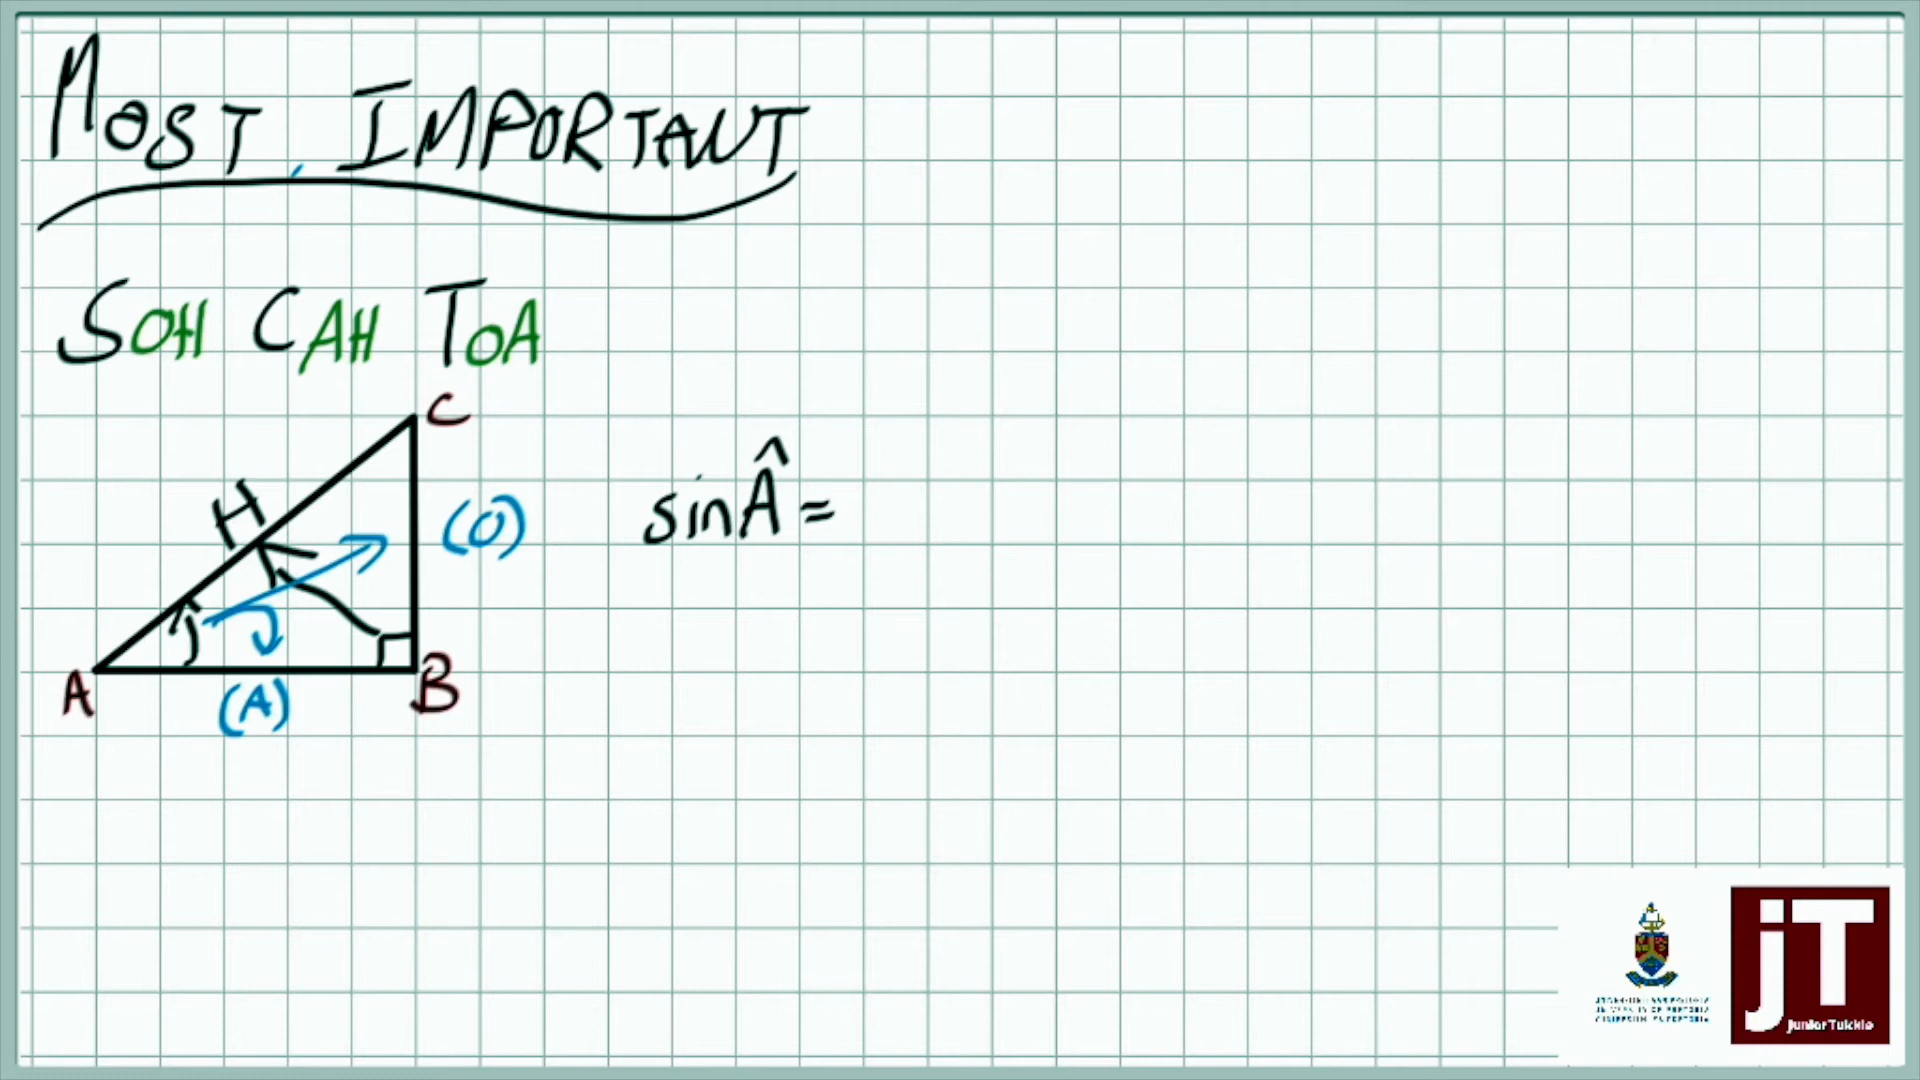 MOST IMPORTANT
SOH CAH TOA
C
H
(O)
sinÂ =
A
(A)
B
jT
Junior Tukkie